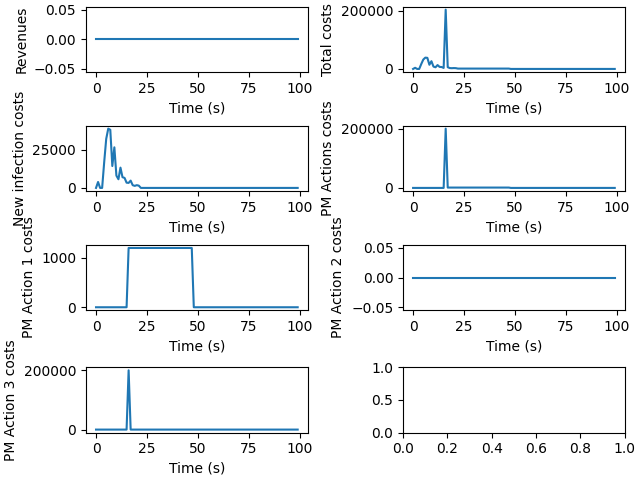 Revenues
0.05
0.00
−0.05
0 25 50 75 100
Time (s)
Total costs
200000
0
0 25 50 75 100
Time (s)
New infection costs
25000
0
0 25 50 75 100
Time (s)
PM Actions costs
200000
0
0 25 50 75 100
Time (s)
PM Action 1 costs
1000
0
0 25 50 75 100
Time (s)
PM Action 2 costs
0.05
0.00
−0.05
0 25 50 75 100
Time (s)
PM Action 3 costs
200000
0
0 25 50 75 100
Time (s)
1.0
0.5
0.0
0.0 0.2 0.4 0.6 0.8 1.0